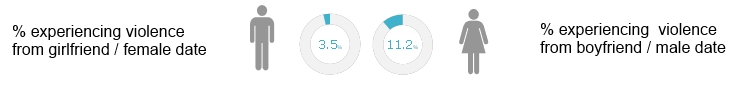 % experiencing violence
from girlfriend / female date
3.5%
11.2%
% experiencing  violence
from boyfriend / male date